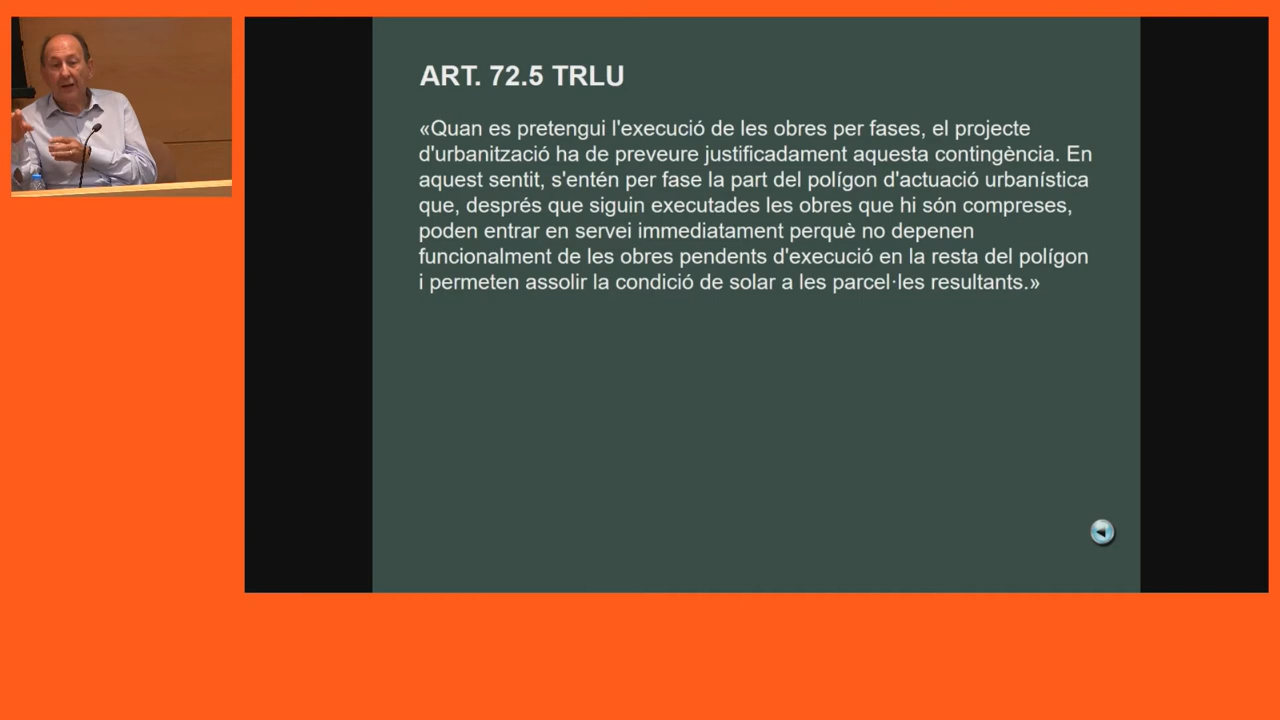 ART. 72.5 TRLU
«Quan es pretengui l'execució de les obres per fases, el projecte
d'urbanització ha de preveure justificadament aquesta contingència. En
aquest sentit, s'entén per fase la part del polígon d'actuació urbanística
que, després que siguin executades les obres que hi són compreses,
poden entrar en servei immediatament perquè no depenen
funcionalment de les obres pendents d'execució en la resta del polígon
i permeten assolir la condició de solar a les parcel·les resultants.»